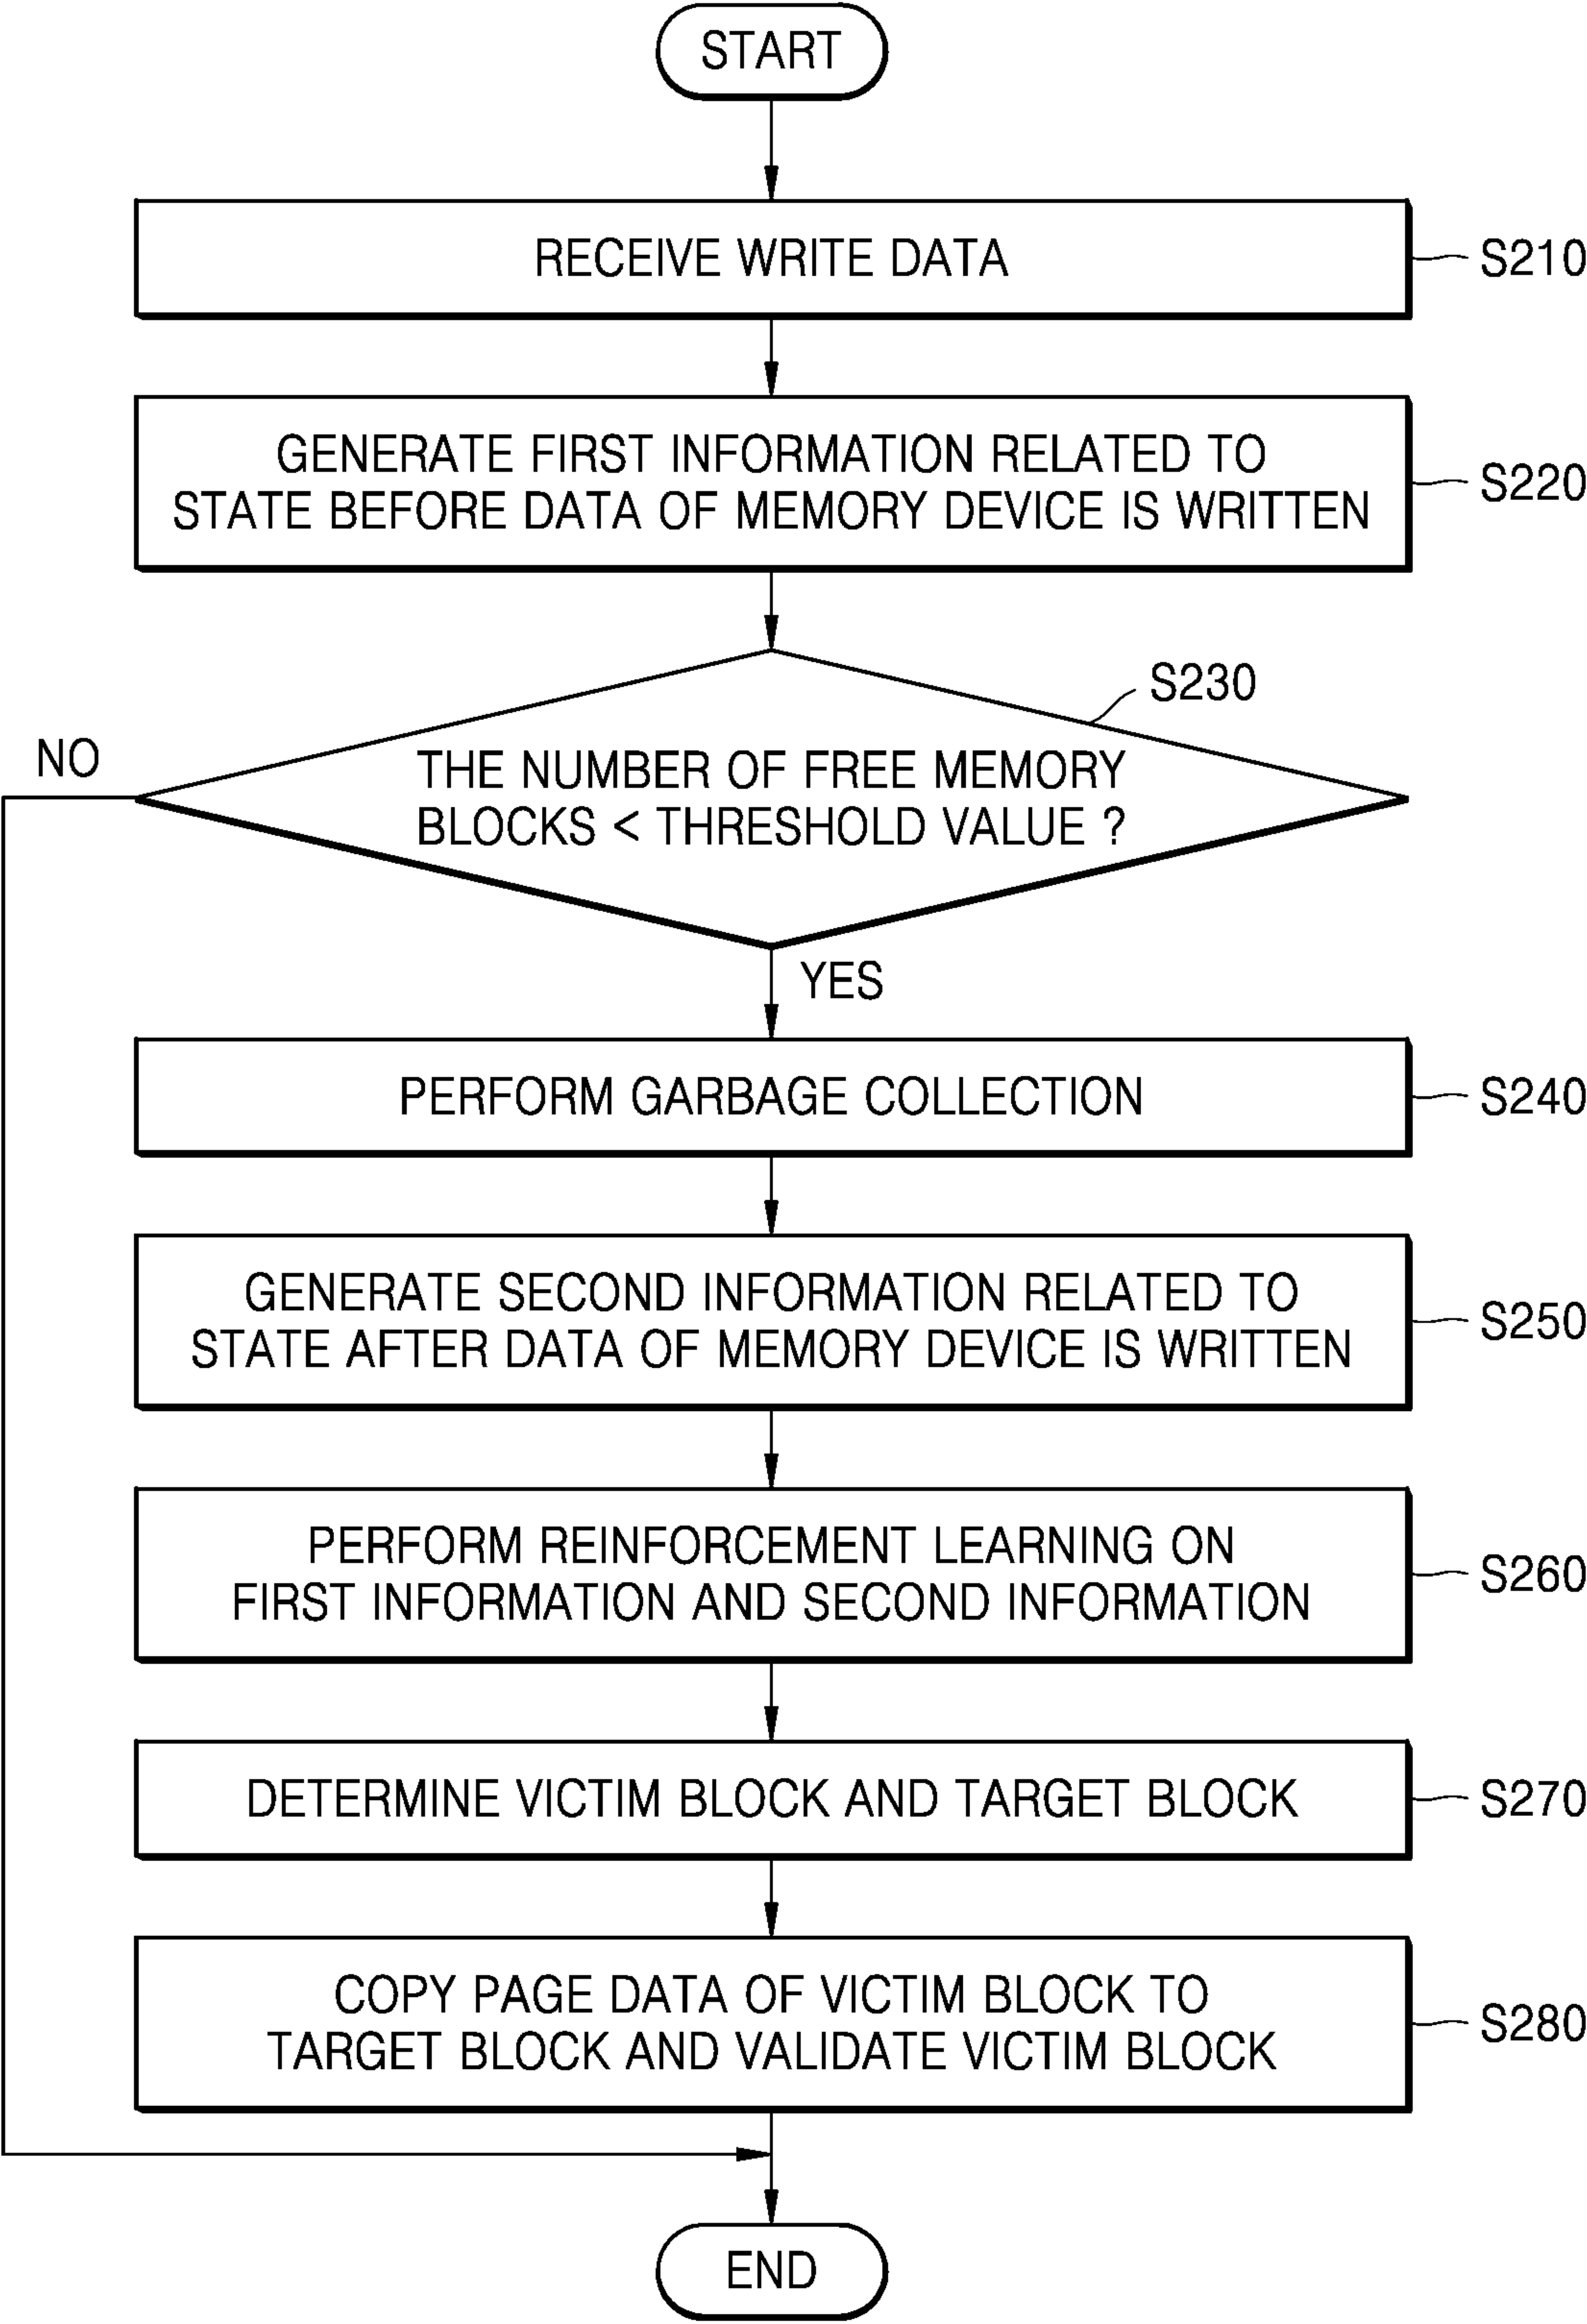 START
RECEIVE WRITE DATA
S210
GENERATE FIRST INFORMATION RELATED TO
STATE BEFORE DATA OF MEMORY DEVICE IS WRITTEN
S220
S230
THE NUMBER OF FREE MEMORY
BLOCKS < THRESHOLD VALUE ?
NO
YES
PERFORM GARBAGE COLLECTION
S240
GENERATE SECOND INFORMATION RELATED TO
STATE AFTER DATA OF MEMORY DEVICE IS WRITTEN
S250
PERFORM REINFORCEMENT LEARNING ON
FIRST INFORMATION AND SECOND INFORMATION
S260
DETERMINE VICTIM BLOCK AND TARGET BLOCK
S270
COPY PAGE DATA OF VICTIM BLOCK TO
TARGET BLOCK AND VALIDATE VICTIM BLOCK
S280
END